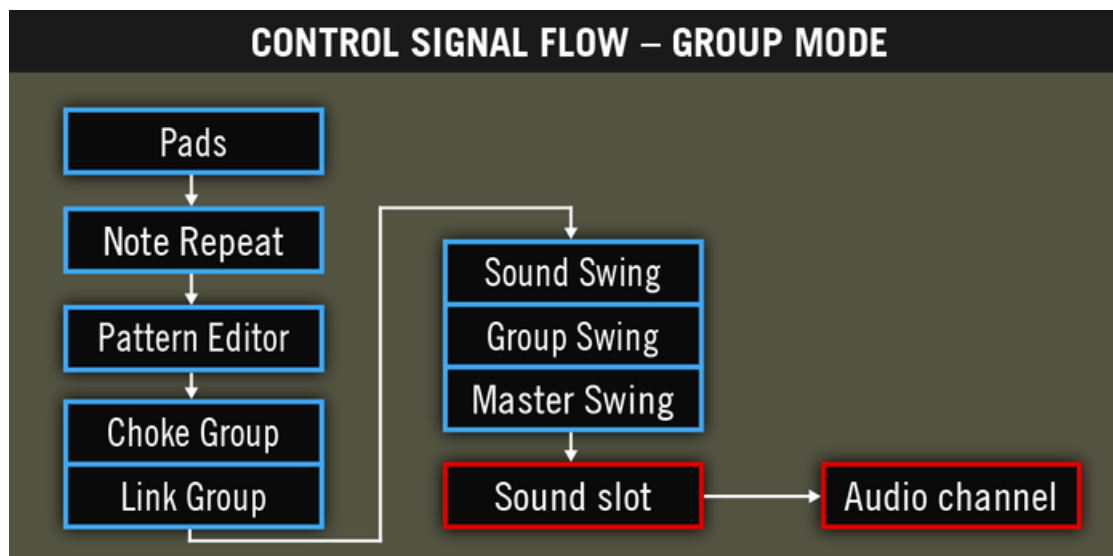 CONTROL SIGNAL FLOW – GROUP MODE
Pads
Note Repeat
Pattern Editor
Choke Group
Link Group
Sound Swing
Group Swing
Master Swing
Sound slot
Audio channel